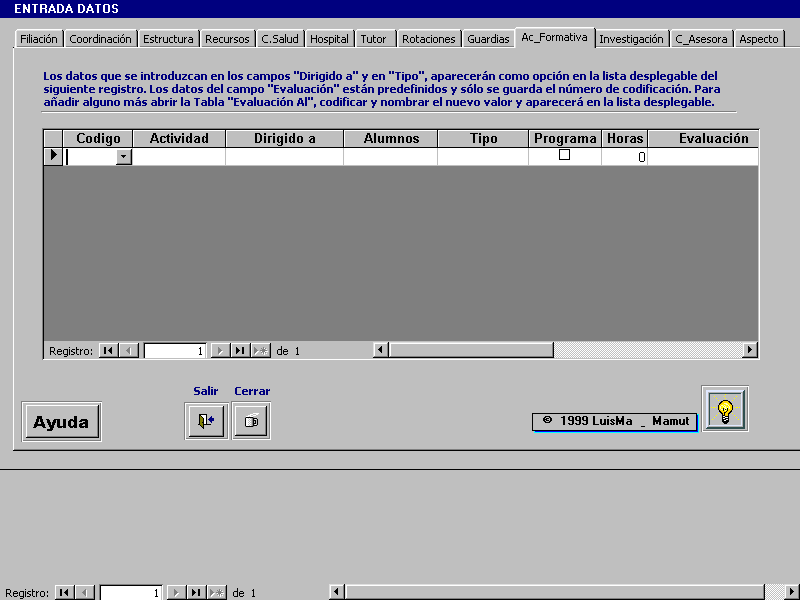 ENTRADA DATOS
Filiación Coordinación Estructura Recursos C.Salud Hospital Tutor Rotaciones Guardias Ac_Formativa Investigación C_Asesora Aspecto
Los datos que se introduzcan en los campos "Dirigido a" y en "Tipo", aparecerán como opción en la lista desplegable del
siguiente registro. Los datos del campo "Evaluación" están predefinidos y sólo se guarda el número de codificación. Para
añadir alguno más abrir la Tabla "Evaluación Al", codificar y nombrar el nuevo valor y aparecerá en la lista desplegable.
Codigo Actividad Dirigido a Alumnos Tipo Programa Horas Evaluación
0
Registro: 1 de 1
Salir Cerrar
Ayuda
© 1999 LuisMa _ Mamut
Registro: 1 de 1